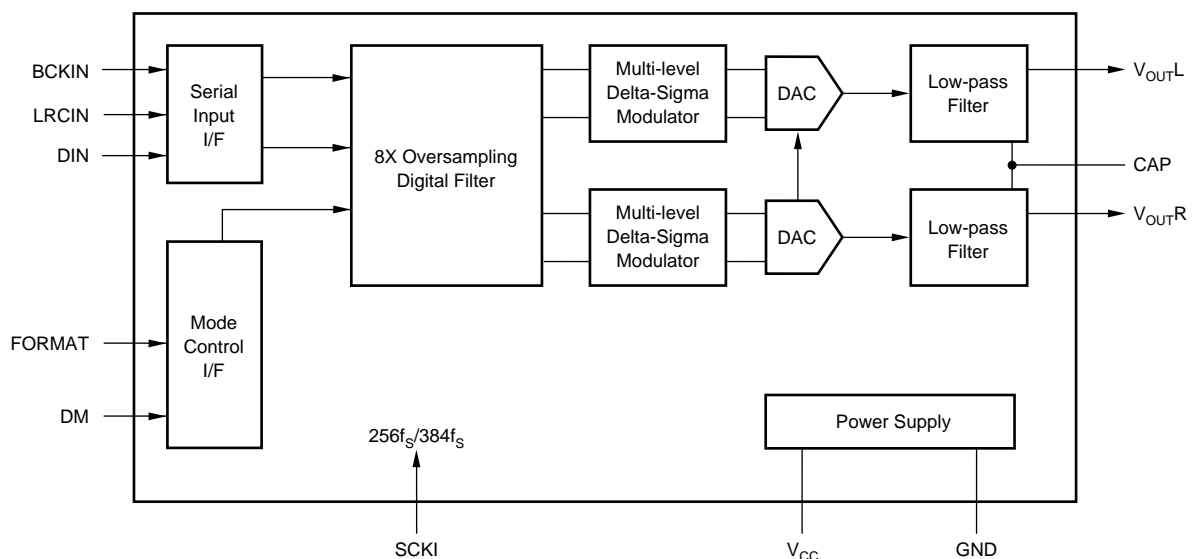 BCKIN
LRCIN
DIN
Serial
Input
I/F
8X Oversampling
Digital Filter
Multi-level
Delta-Sigma
Modulator
DAC
Low-pass
Filter
VOUTL
CAP
Multi-level
Delta-Sigma
Modulator
DAC
Low-pass
Filter
VOUTR
FORMAT
DM
Mode
Control
I/F
256fS/384fS
Power Supply
SCKI
VCC
GND